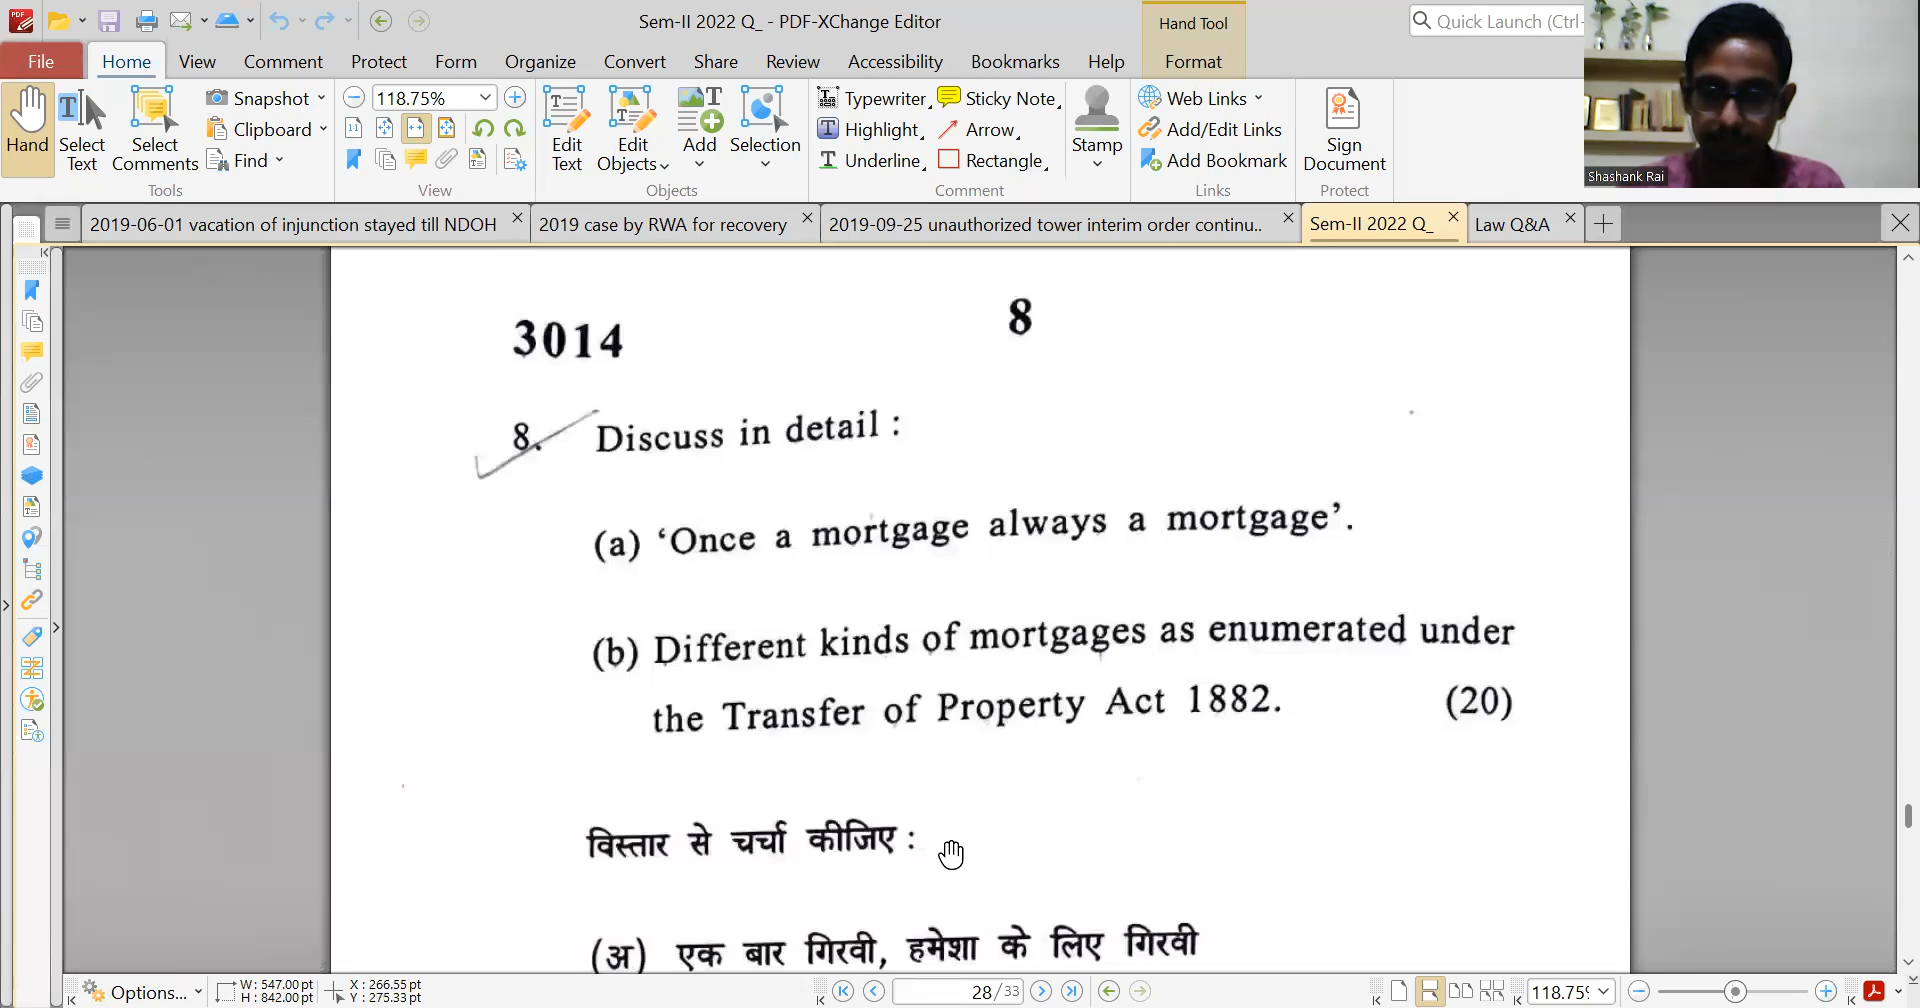 Sem-II 2022 Q_ - PDF-XChange Editor
Hand Tool
Quick Launch (Ctrl-
File Home View Comment Protect Form Organize Convert Share Review Accessibility Bookmarks Help Format
Hand
Select Text
Select Comments
Snapshot
Clipboard
Find
Tools
118.75%
View
Edit Text
Edit Objects
Add
Selection
Objects
Typewriter
Highlight
Underline
Sticky Note
Arrow
Rectangle
Comment
Stamp
Web Links
Add/Edit Links
Add Bookmark
Links
Sign Document
Protect
Shashank Rai
2019-06-01 vacation of injunction stayed till NDOH
2019 case by RWA for recovery
2019-09-25 unauthorized tower interim order continu..
Sem-II 2022 Q_
Law Q&A
3014 8
8. Discuss in detail :
(a) ‘Once a mortgage always a mortgage’.
(b) Different kinds of mortgages as enumerated under
the Transfer of Property Act 1882. (20)
विस्तार से चर्चा कीजिए :
(अ) एक बार गिरवी, हमेशा के लिए गिरवी
Options...
W: 547.00 pt
H: 842.00 pt
X: 266.55 pt
Y: 275.33 pt
28/33
118.75%